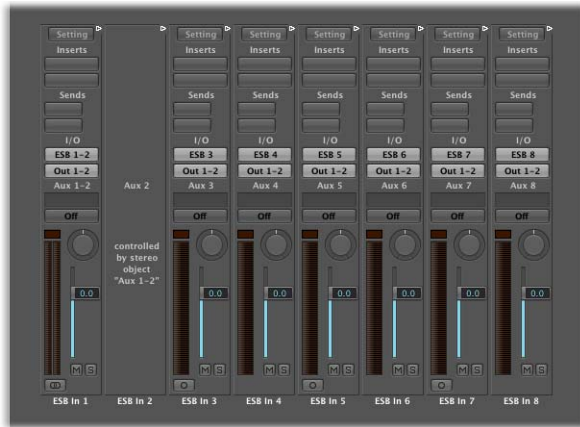 Setting Setting Setting Setting Setting Setting Setting
Inserts Inserts Inserts Inserts Inserts Inserts Inserts
Sends Sends Sends Sends Sends Sends Sends
I/O I/O I/O I/O I/O I/O I/O
ESB 1-2 ESB 3 ESB 4 ESB 5 ESB 6 ESB 7 ESB 8
Out 1-2 Out 1-2 Out 1-2 Out 1-2 Out 1-2 Out 1-2 Out 1-2
Aux 1-2 Aux 2 Aux 3 Aux 4 Aux 5 Aux 6 Aux 7 Aux 8
Off Off Off Off Off Off Off
controlled
by stereo
object
"Aux 1-2"
0.0 0.0 0.0 0.0 0.0 0.0 0.0
M S M S M S M S M S M S M S
ESB In 1 ESB In 2 ESB In 3 ESB In 4 ESB In 5 ESB In 6 ESB In 7 ESB In 8